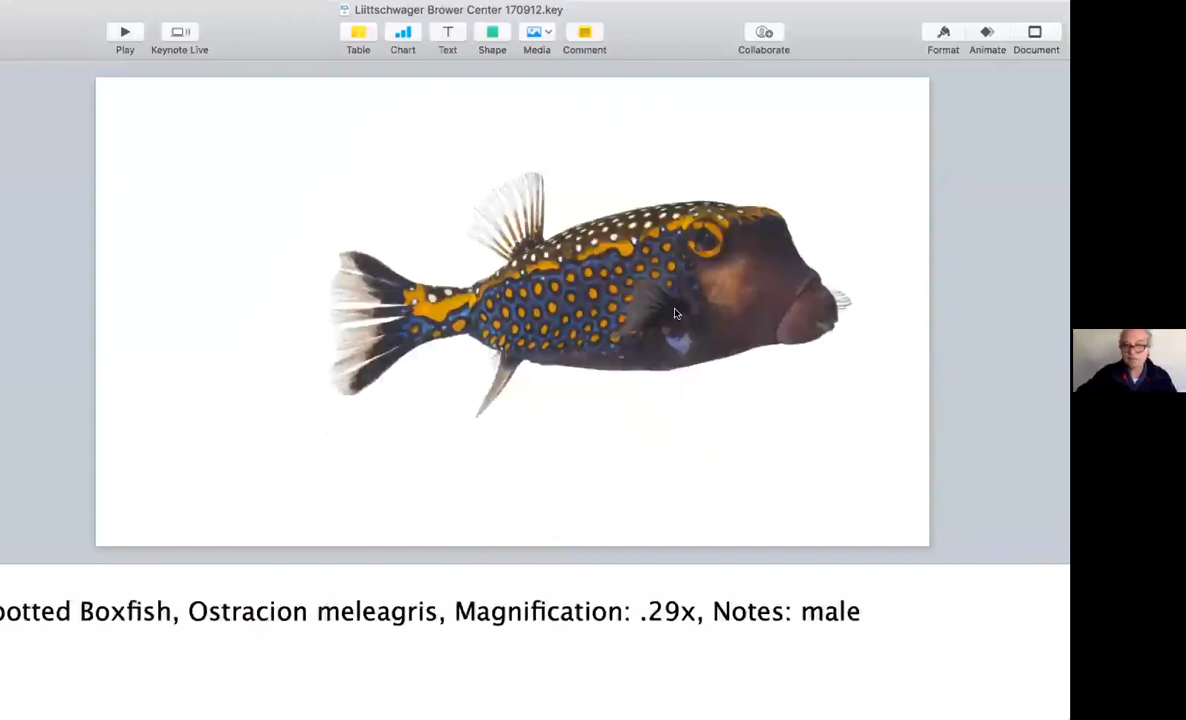 Liittschwager Brower Center 170912.key
Play
Keynote Live
Table
Chart
Text
Shape
Media
Comment
Collaborate
Format
Animate
Document
Boxfish, Ostracion meleagris, Magnification: .29x, Notes: male